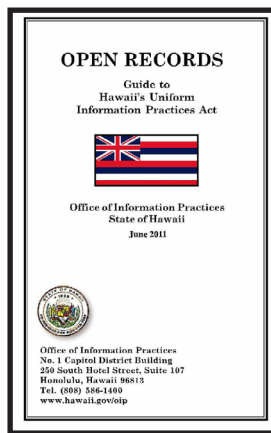 OPEN RECORDS
Guide to
Hawaii's Uniform
Information Practices Act
Office of Information Practices
State of Hawaii
June 2011
Office of Information Practices
No. 1 Capitol District Building
250 South Hotel Street, Suite 107
Honolulu, Hawaii 96813
Tel. (808) 586-1400
www.hawaii.gov/oip